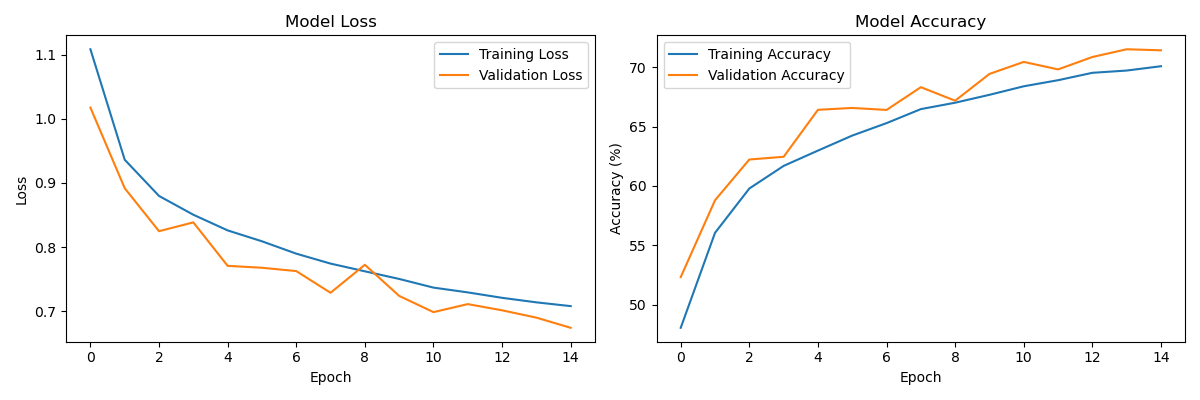 Model Loss
Training Loss
Validation Loss
1.1
1.0
0.9
0.8
0.7
Loss
0 2 4 6 8 10 12 14
Epoch
Model Accuracy
Training Accuracy
Validation Accuracy
70
65
60
55
50
Accuracy (%)
0 2 4 6 8 10 12 14
Epoch